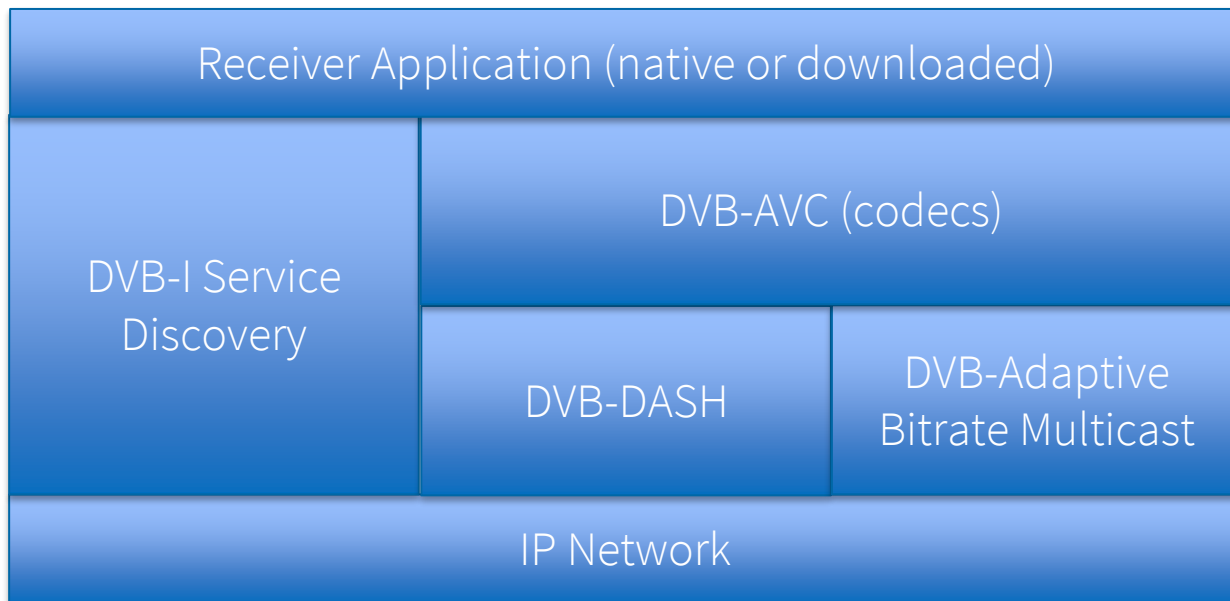 Receiver Application (native or downloaded)
DVB-AVC (codecs)
DVB-I Service
Discovery
DVB-DASH
DVB-Adaptive
Bitrate Multicast
IP Network